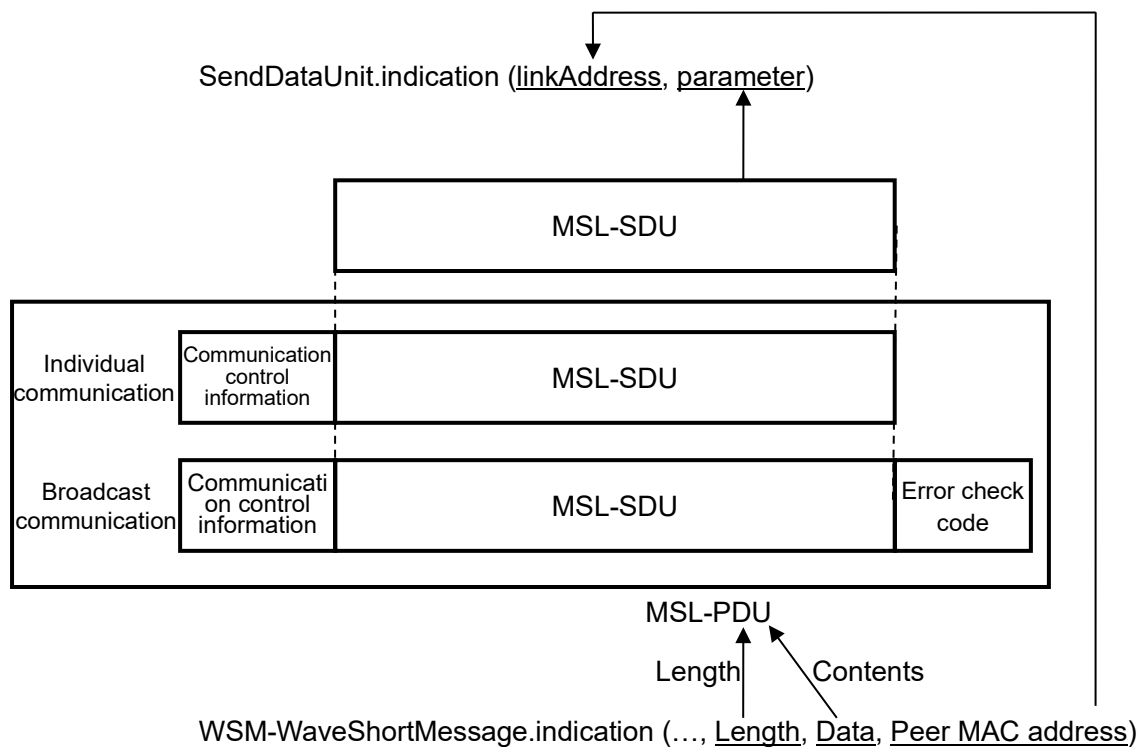 SendDataUnit.indication (linkAddress, parameter)
MSL-SDU
Individual
communication
Communication
control
information
MSL-SDU
Broadcast
communication
Communicati
on control
information
MSL-SDU
Error check
code
MSL-PDU
Length
Contents
WSM-WaveShortMessage.indication (…, Length, Data, Peer MAC address)